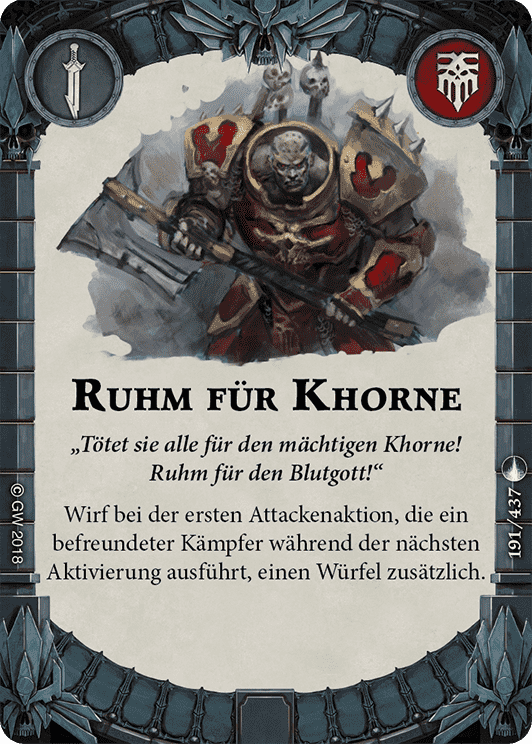 RUHM FÜR KHORNE
„Tötet sie alle für den mächtigen Khorne!
Ruhm für den Blutgott!“
Wirf bei der ersten Attackenaktion, die ein
befreundeter Kämpfer während der nächsten
Aktivierung ausführt, einen Würfel zusätzlich.
© GW 2018
191/437